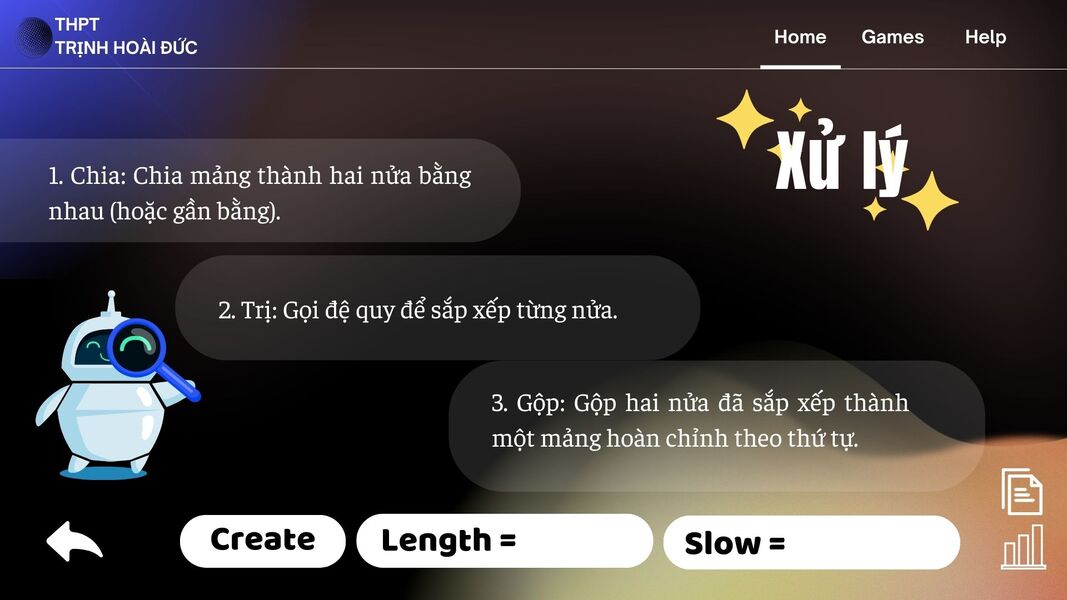 THPT
TRỊNH HOÀI ĐỨC
Home
Games
Help
Xử lý
1. Chia: Chia mảng thành hai nửa bằng
nhau (hoặc gần bằng).
2. Trị: Gọi đệ quy để sắp xếp từng nửa.
3. Gộp: Gộp hai nửa đã sắp xếp thành
một mảng hoàn chỉnh theo thứ tự.
Create
Length =
Slow =